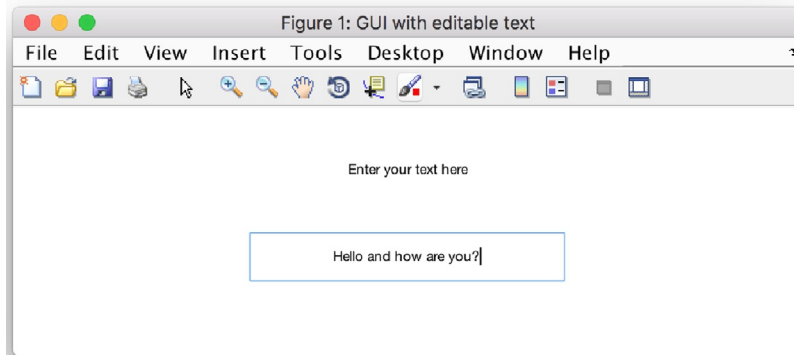 Figure 1: GUI with editable text
File Edit View Insert Tools Desktop Window Help
Enter your text here
Hello and how are you?